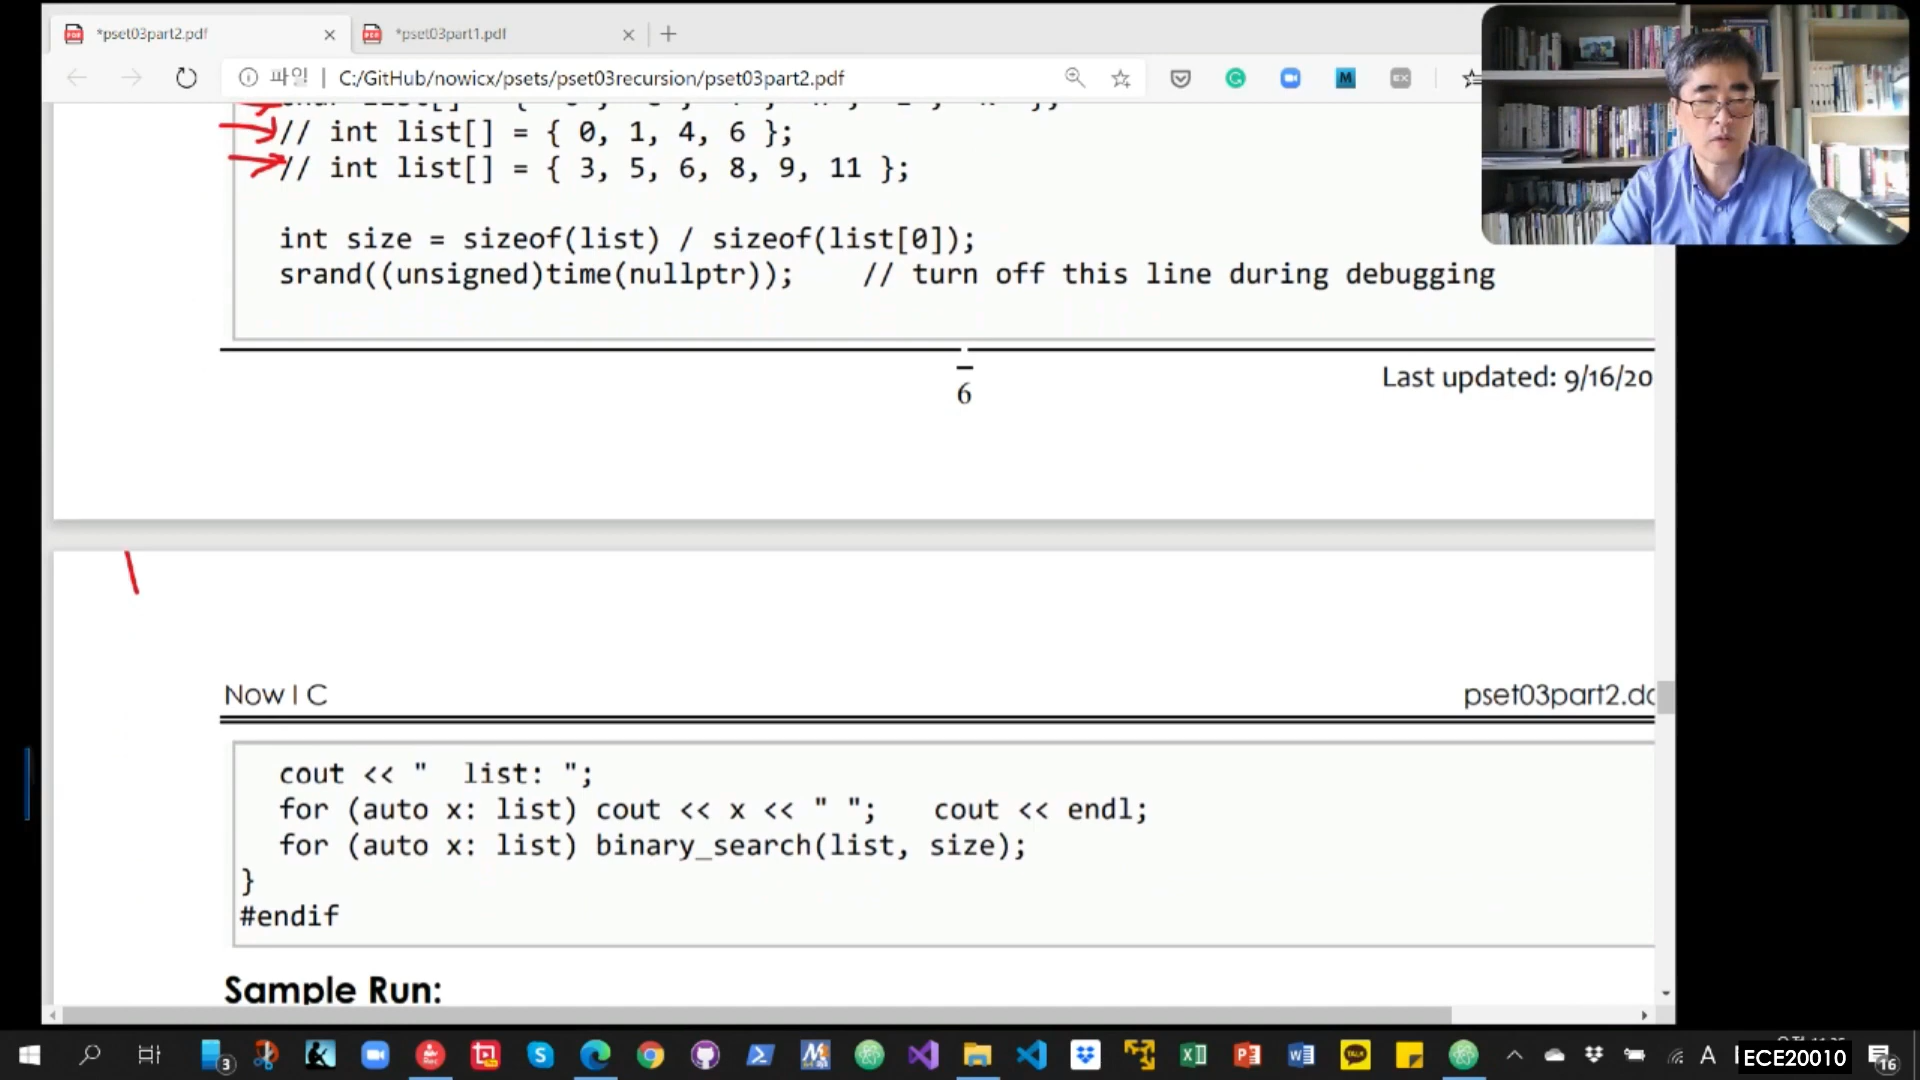 *pset03part2.pdf
*pset03part1.pdf
파일
C:/GitHub/nowicx/psets/pset03recursion/pset03part2.pdf
// int list[] = { 0, 1, 4, 6 };
// int list[] = { 3, 5, 6, 8, 9, 11 };
int size = sizeof(list) / sizeof(list[0]);
srand((unsigned)time(nullptr)); // turn off this line during debugging
6
Last updated: 9/16/20
Now I C
pset03part2.do
cout << "  list: ";
for (auto x: list) cout << x << " "; cout << endl;
for (auto x: list) binary_search(list, size);
}
#endif
Sample Run:
3
A
ECE20010
16